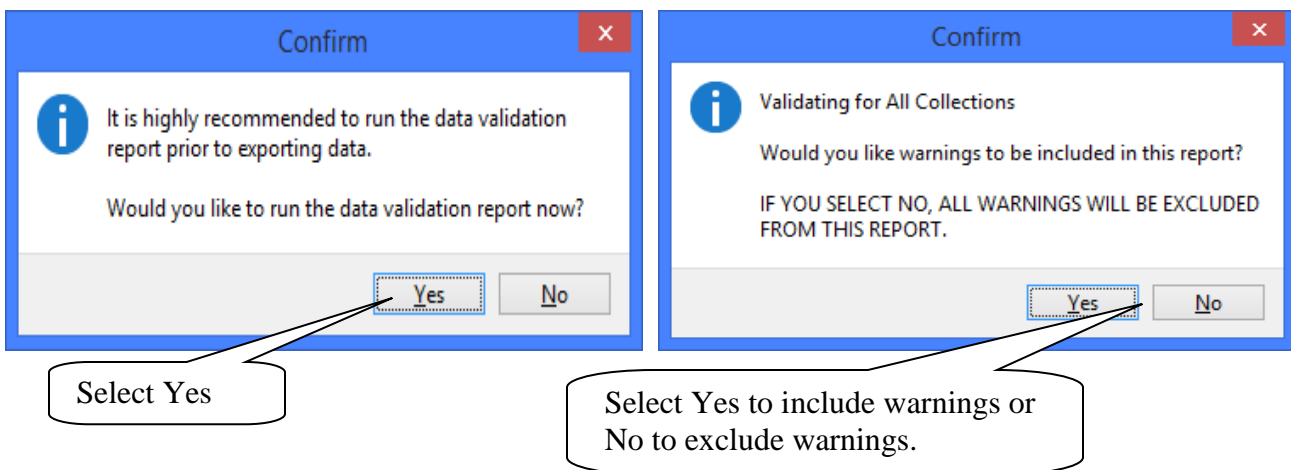 Confirm
It is highly recommended to run the data validation
report prior to exporting data.
Would you like to run the data validation report now?
Yes
No
Select Yes
Confirm
Validating for All Collections
Would you like warnings to be included in this report?
IF YOU SELECT NO, ALL WARNINGS WILL BE EXCLUDED
FROM THIS REPORT.
Yes
No
Select Yes to include warnings or
No to exclude warnings.